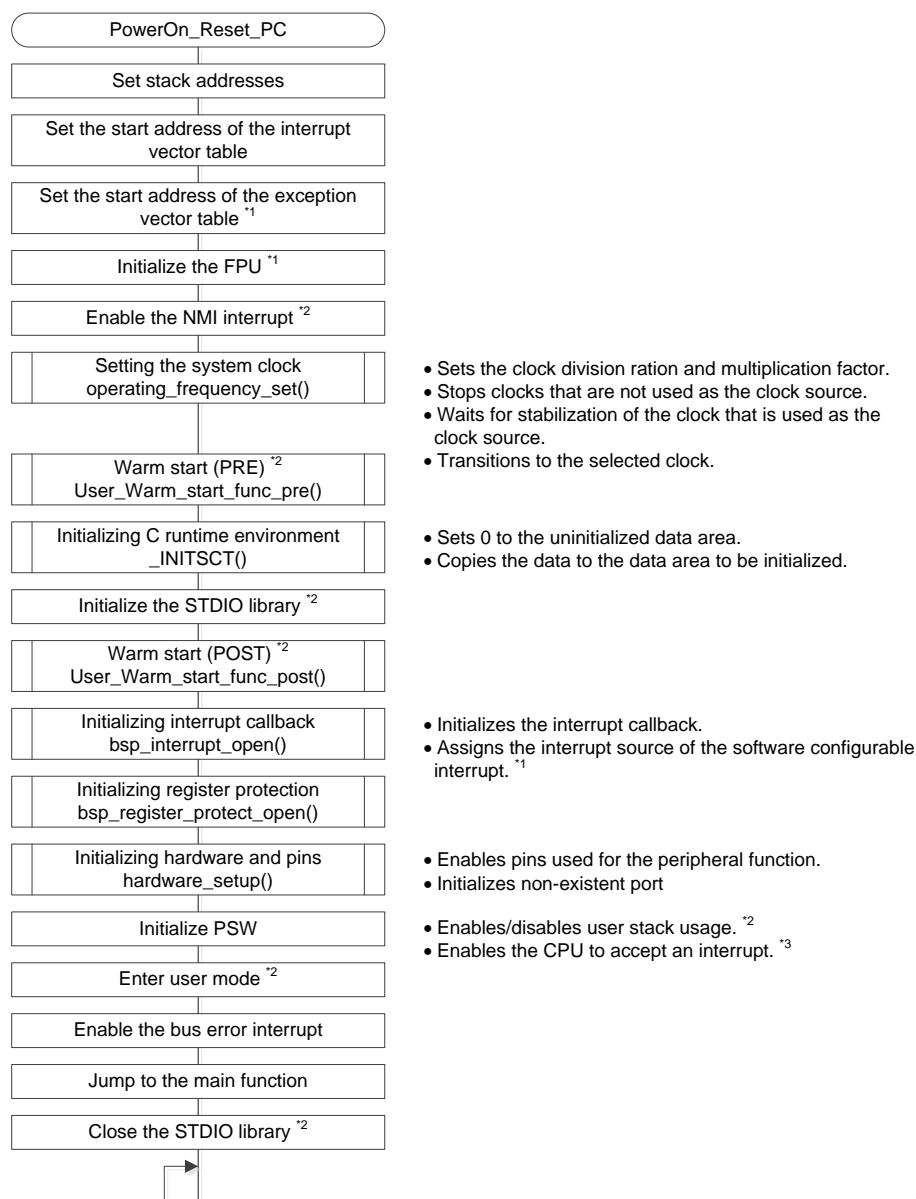 PowerOn_Reset_PC
Set stack addresses
Set the start address of the interrupt
vector table
Set the start address of the exception
vector table *1
Initialize the FPU *1
Enable the NMI interrupt *2
Setting the system clock
operating_frequency_set()
• Sets the clock division ration and multiplication factor.
• Stops clocks that are not used as the clock source.
• Waits for stabilization of the clock that is used as the
clock source.
• Transitions to the selected clock.
Warm start (PRE) *2
User_Warm_start_func_pre()
Initializing C runtime environment
_INITSCT()
• Sets 0 to the uninitialized data area.
• Copies the data to the data area to be initialized.
Initialize the STDIO library *2
Warm start (POST) *2
User_Warm_start_func_post()
Initializing interrupt callback
bsp_interrupt_open()
• Initializes the interrupt callback.
• Assigns the interrupt source of the software configurable
interrupt. *1
Initializing register protection
bsp_register_protect_open()
Initializing hardware and pins
hardware_setup()
• Enables pins used for the peripheral function.
• Initializes non-existent port
Initialize PSW
• Enables/disables user stack usage. *2
• Enables the CPU to accept an interrupt. *3
Enter user mode *2
Enable the bus error interrupt
Jump to the main function
Close the STDIO library *2